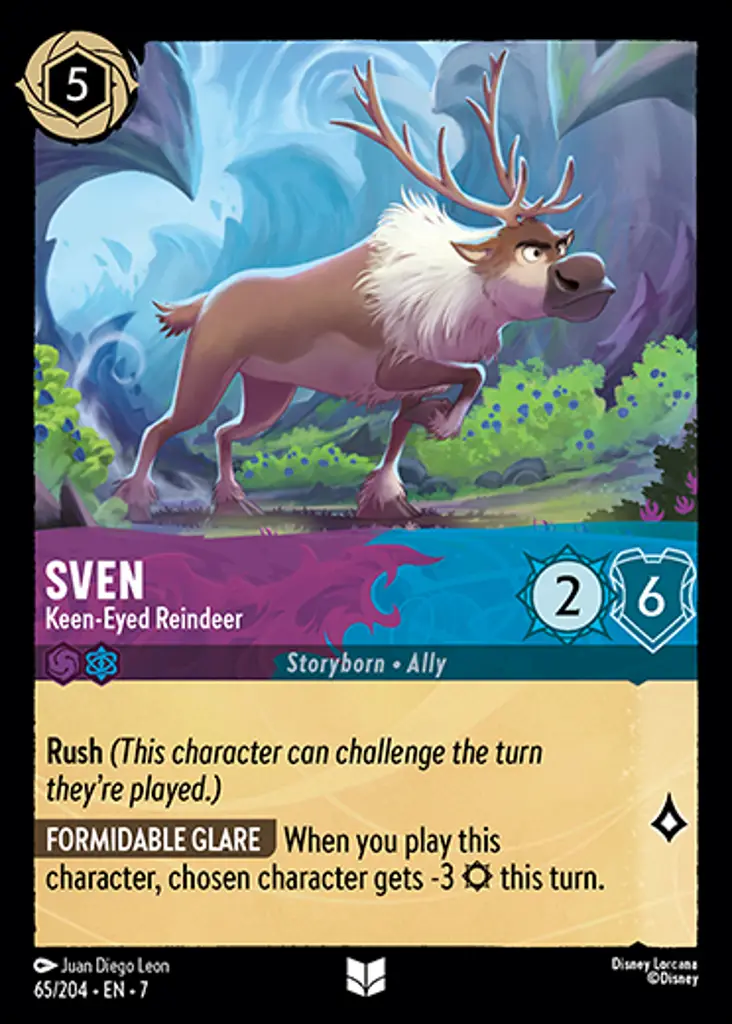 5
SVEN
Keen-Eyed Reindeer
2
6
Storyborn • Ally
Rush (This character can challenge the turn
they're played.)
FORMIDABLE GLARE When you play this
character, chosen character gets -3 this turn.
Juan Diego Leon
65/204 • EN • 7
Disney Lorcana
©Disney